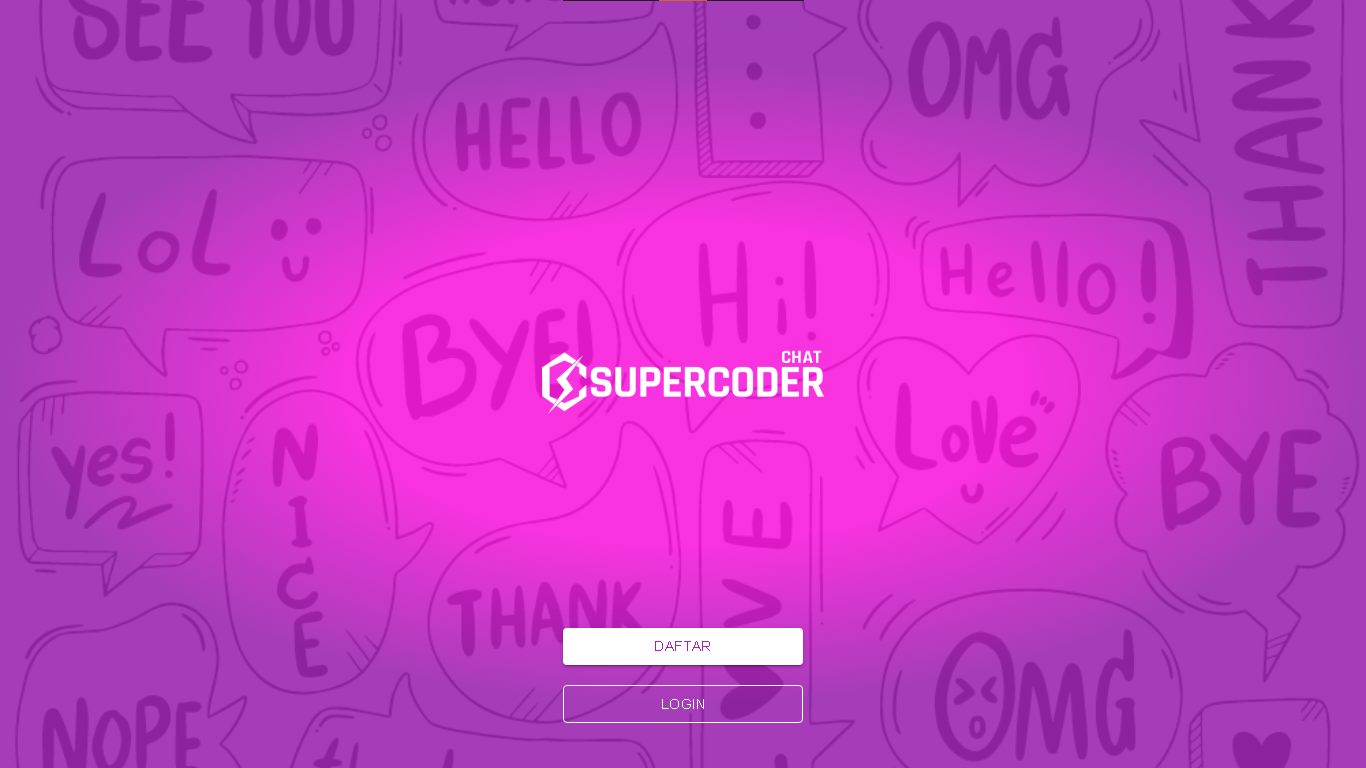 SEE YOU
HELLO
OMG
THANK
LoL
Hi!
Hello!
BYE!
CHAT
SUPERCODER
yes!
NICE
Love
BYE
THANK
OMG
NOPE
DAFTAR
LOGIN